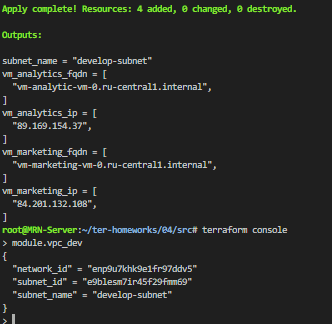 Apply complete! Resources: 4 added, 0 changed, 0 destroyed.
Outputs:
subnet_name = "develop-subnet"
vm_analytics_fqdn = [
"vm-analytic-vm-0.ru-central1.internal",
]
vm_analytics_ip = [
"89.169.154.37",
]
vm_marketing_fqdn = [
"vm-marketing-vm-0.ru-central1.internal",
]
vm_marketing_ip = [
"84.201.132.108",
]
root@MRN-Server:~/ter-homeworks/04/src# terraform console
> module.vpc_dev
{
"network_id" = "enp9u7khk9e1fr97ddv5"
"subnet_id" = "e9blesm7ir45f29fmm69"
"subnet_name" = "develop-subnet"
}
>